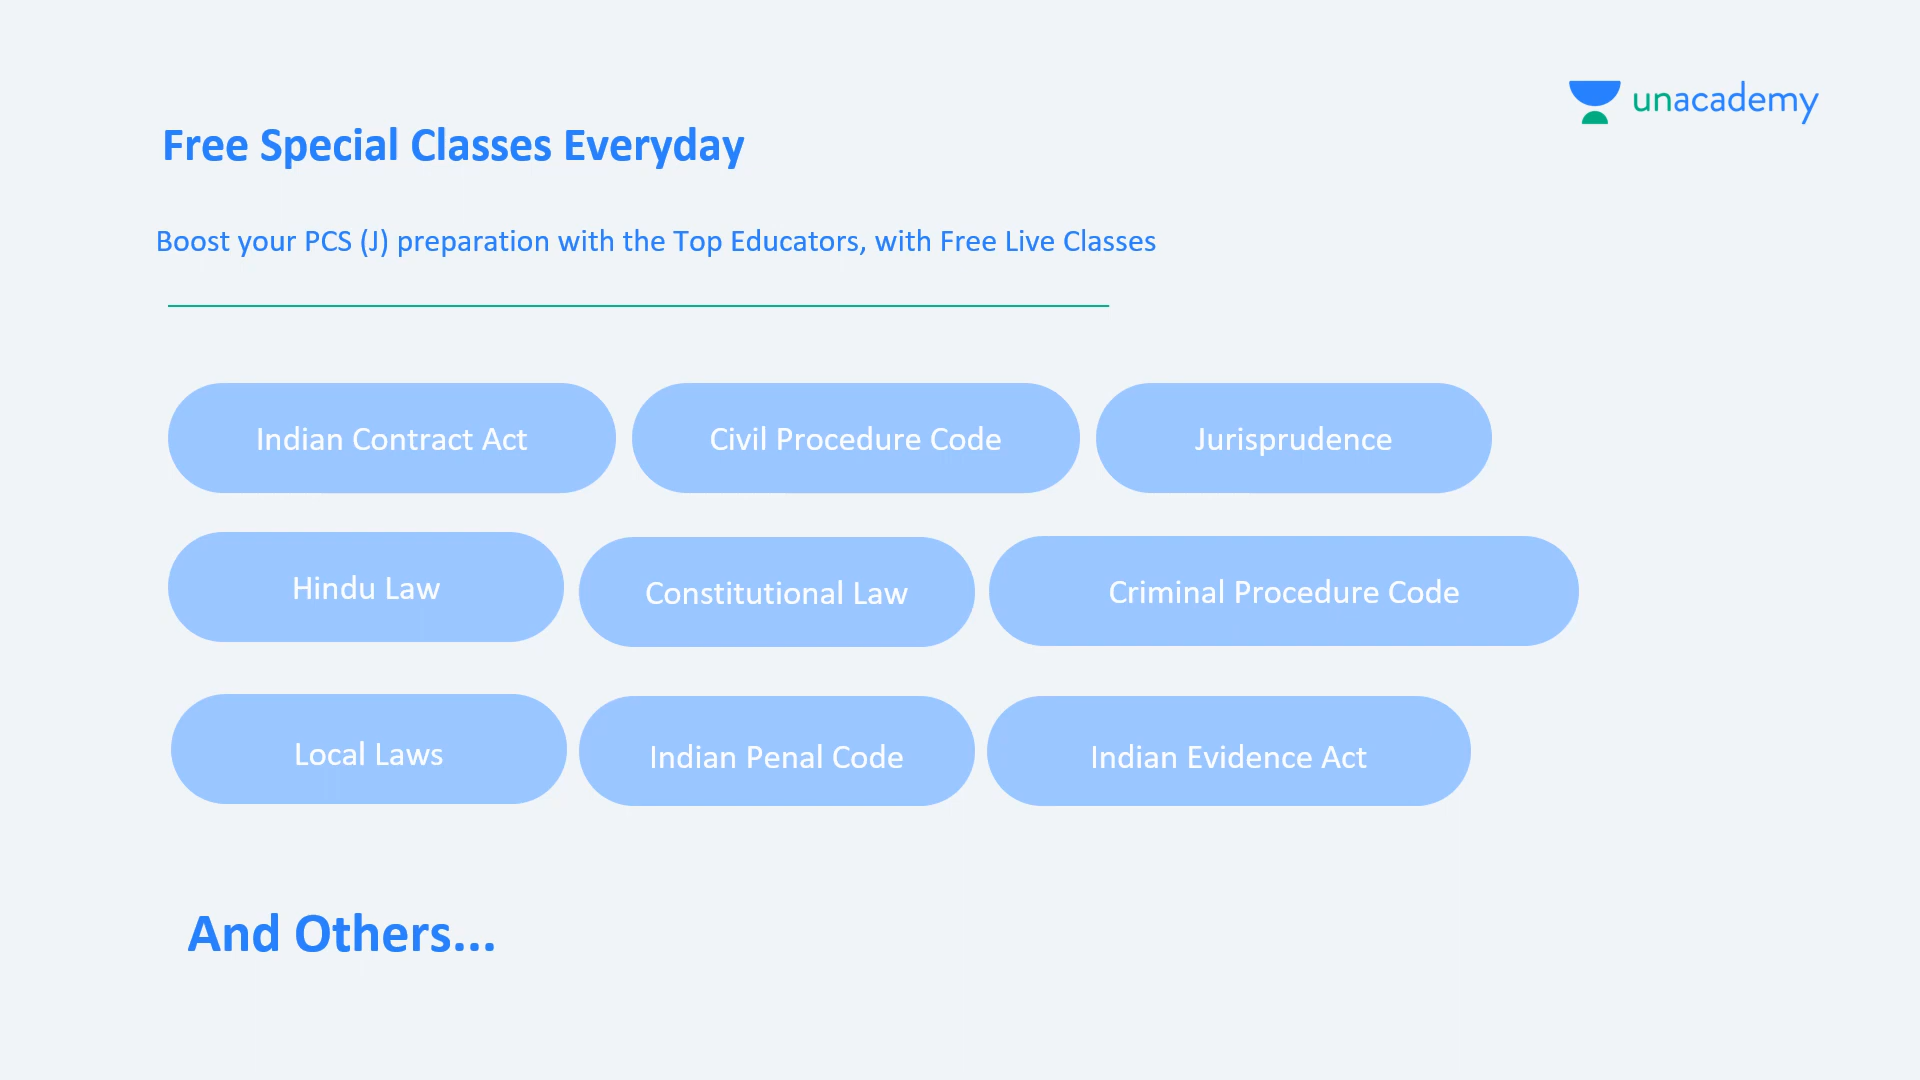 unacademy
Free Special Classes Everyday
Boost your PCS (J) preparation with the Top Educators, with Free Live Classes
Indian Contract Act
Civil Procedure Code
Jurisprudence
Hindu Law
Constitutional Law
Criminal Procedure Code
Local Laws
Indian Penal Code
Indian Evidence Act
And Others...